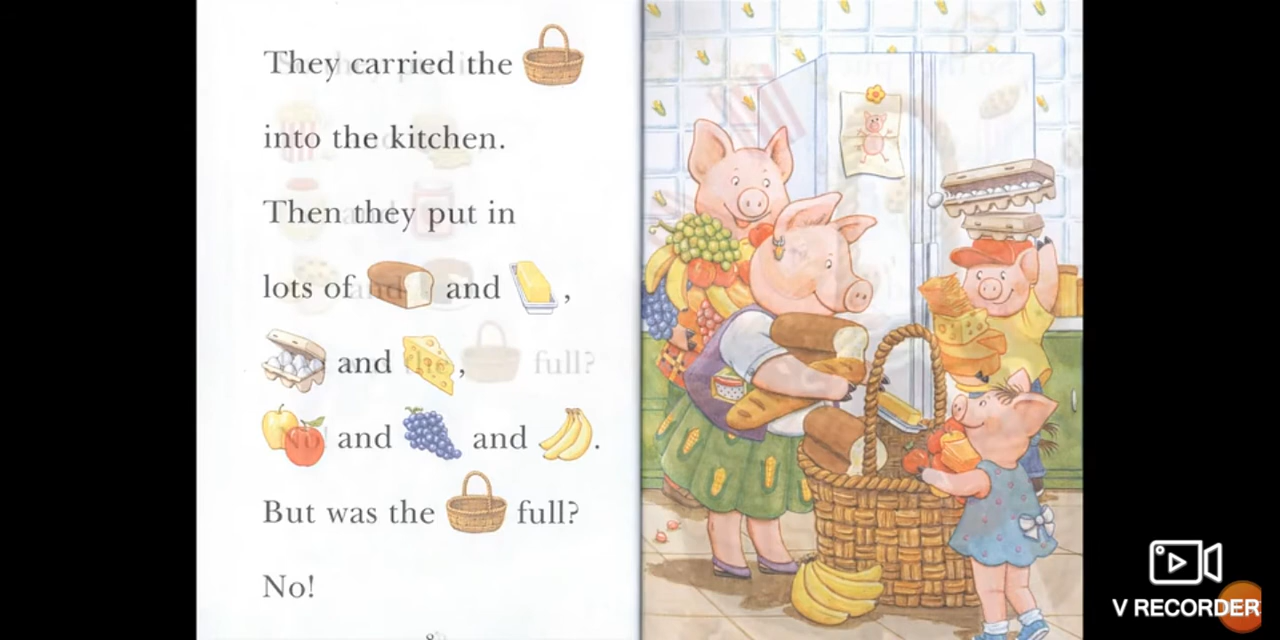 They carried the
into the kitchen.
Then they put in
lots of and ,
and ,
and and .
But was the full?
No!
8
V RECORDER